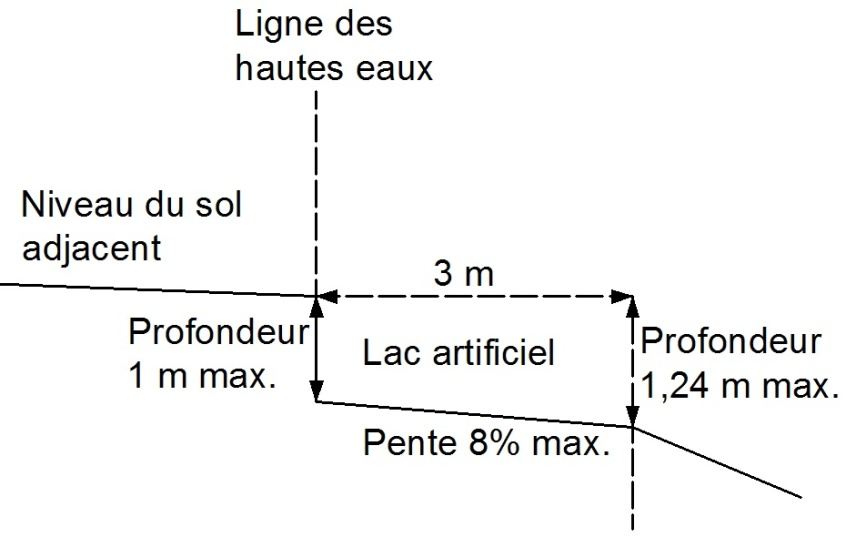 Ligne des
hautes eaux
Niveau du sol
adjacent
3 m
Profondeur
1 m max.
Lac artificiel
Profondeur
1,24 m max.
Pente 8% max.